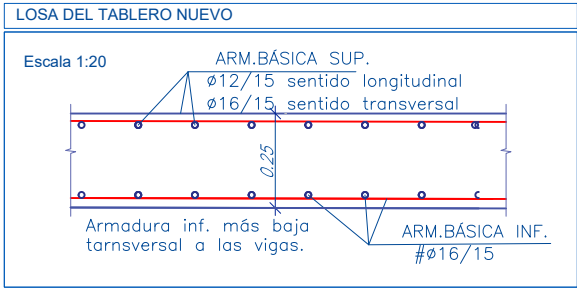 LOSA DEL TABLERO NUEVO
Escala 1:20
ARM.BÁSICA SUP.
ø12/15 sentido longitudinal
ø16/15 sentido transversal
0.25
Armadura inf. más baja
tarnsversal a las vigas.
ARM.BÁSICA INF.
#ø16/15